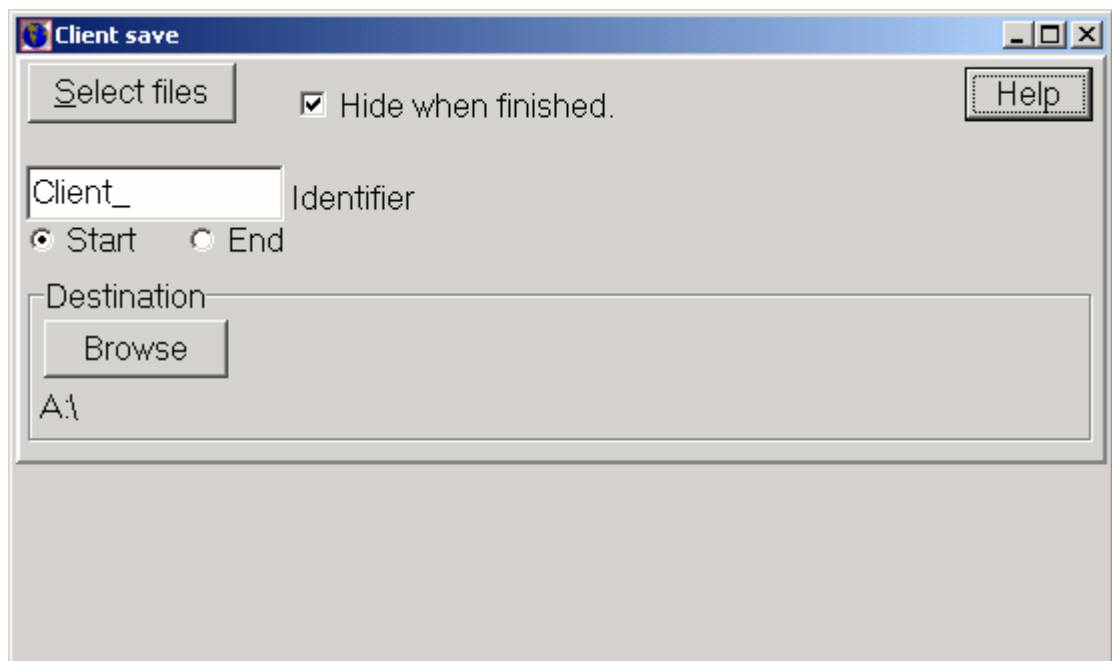 Client save
Select files
Hide when finished.
Help
Client_
Identifier
Start
End
Destination
Browse
A:\